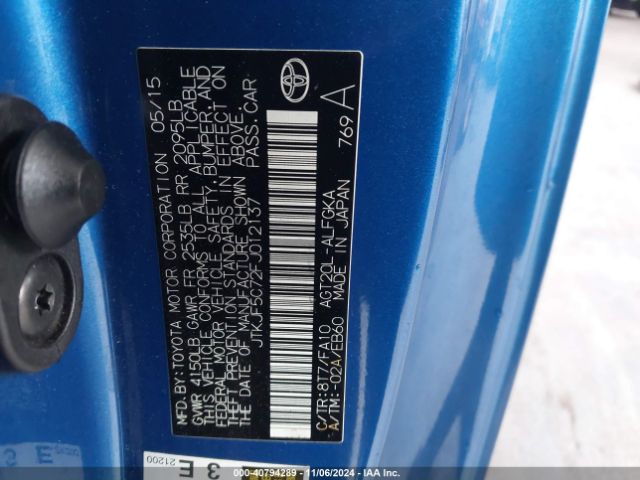 MFD. BY: TOYOTA MOTOR CORPORATION 05/15
GVWR 4150LB GAWR FR 2535LB RR 2095LB
THIS VEHICLE CONFORMS TO ALL APPLICABLE
FEDERAL MOTOR VEHICLE SAFETY, BUMPER, AND
THEFT PREVENTION STANDARDS IN EFFECT ON
THE DATE OF MANUFACTURE SHOWN ABOVE.
JTKJF5C72FJ012137 PASS.CAR
C/TR:8T7/FA10 AGT20L-ALFGKA
A/TM:-02A/EB60 MADE IN JAPAN
769 A
3 E
21200
3 E
000-40794289 - 11/06/2024 - IAA Inc.